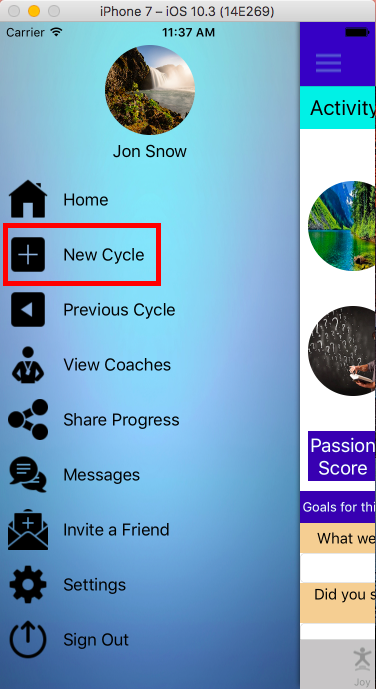 iPhone 7 – iOS 10.3 (14E269)
Carrier
11:37 AM
Jon Snow
Home
New Cycle
Previous Cycle
View Coaches
Share Progress
Messages
Invite a Friend
Settings
Sign Out
Activity
Passion
Score
Goals for thi
What we
Did you s
Joy